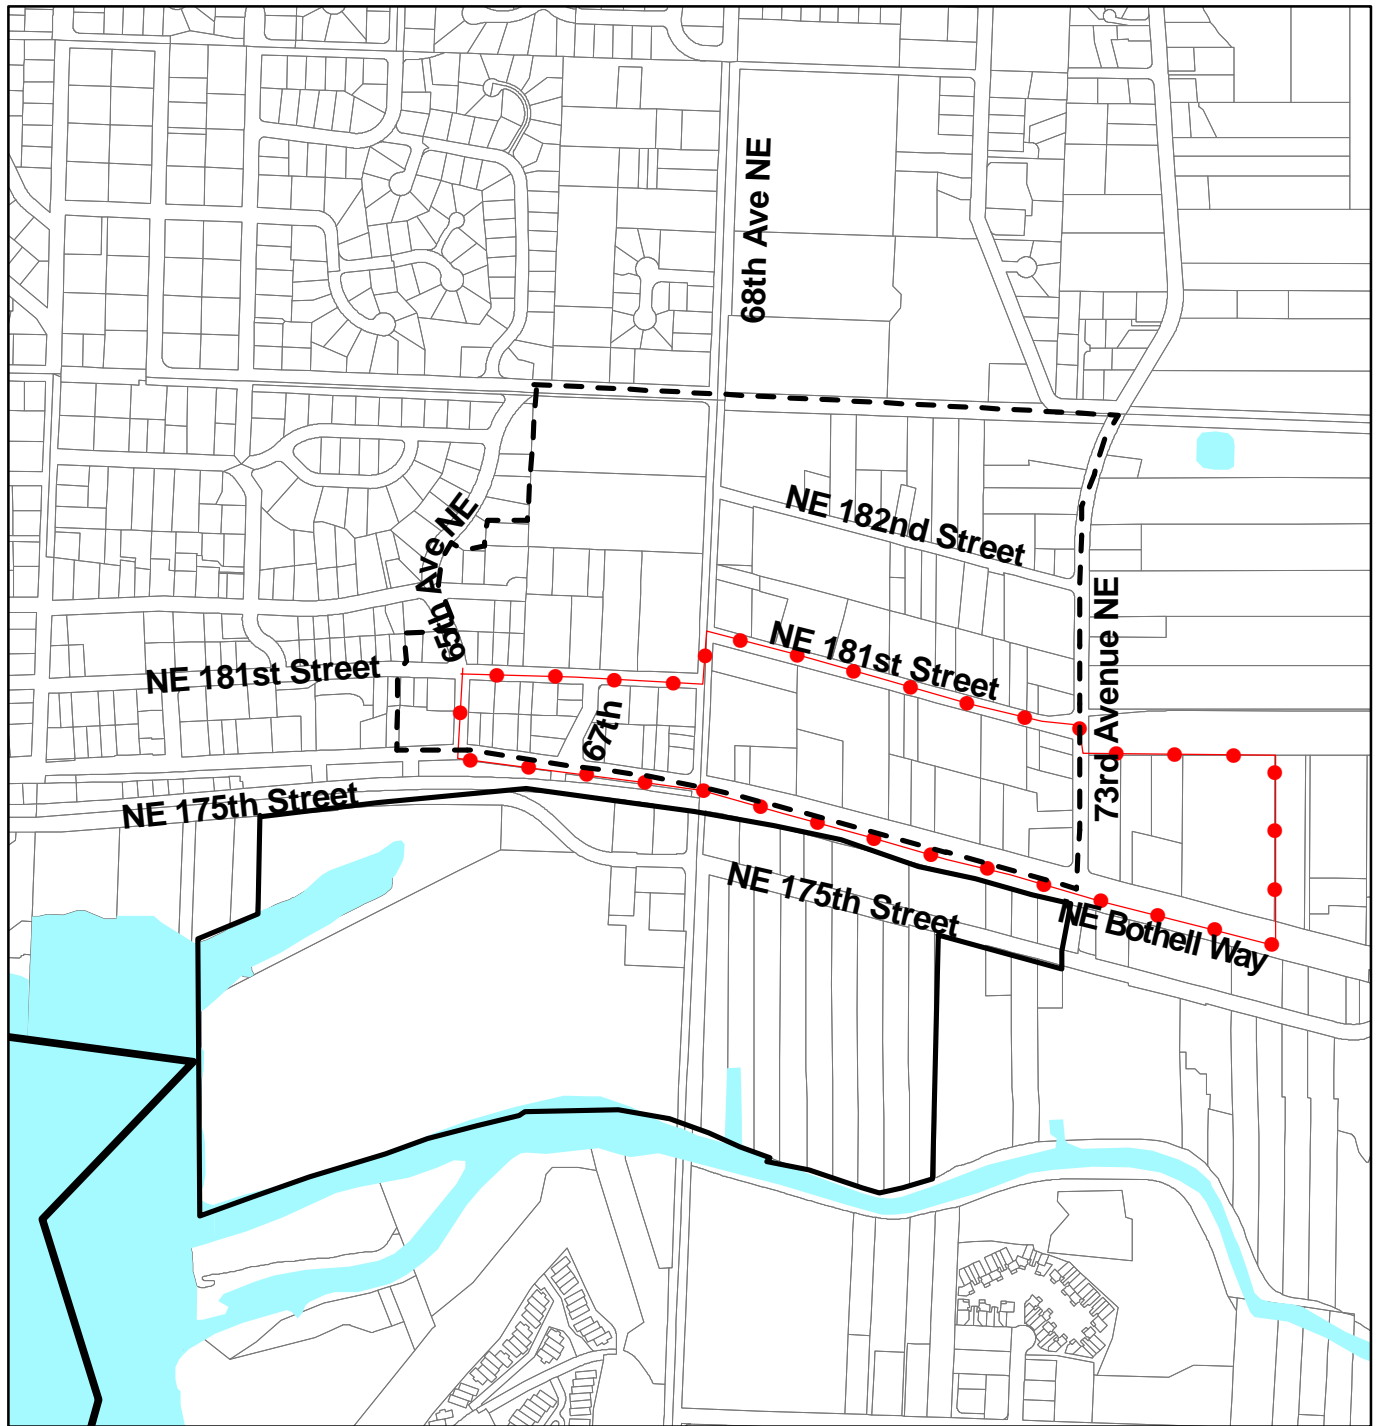 68th Ave NE
NE 182nd Street
65th Ave NE
73rd Avenue NE
NE 181st Street
NE 181st Street
67th
NE 175th Street
NE 175th Street
NE Bothell Way